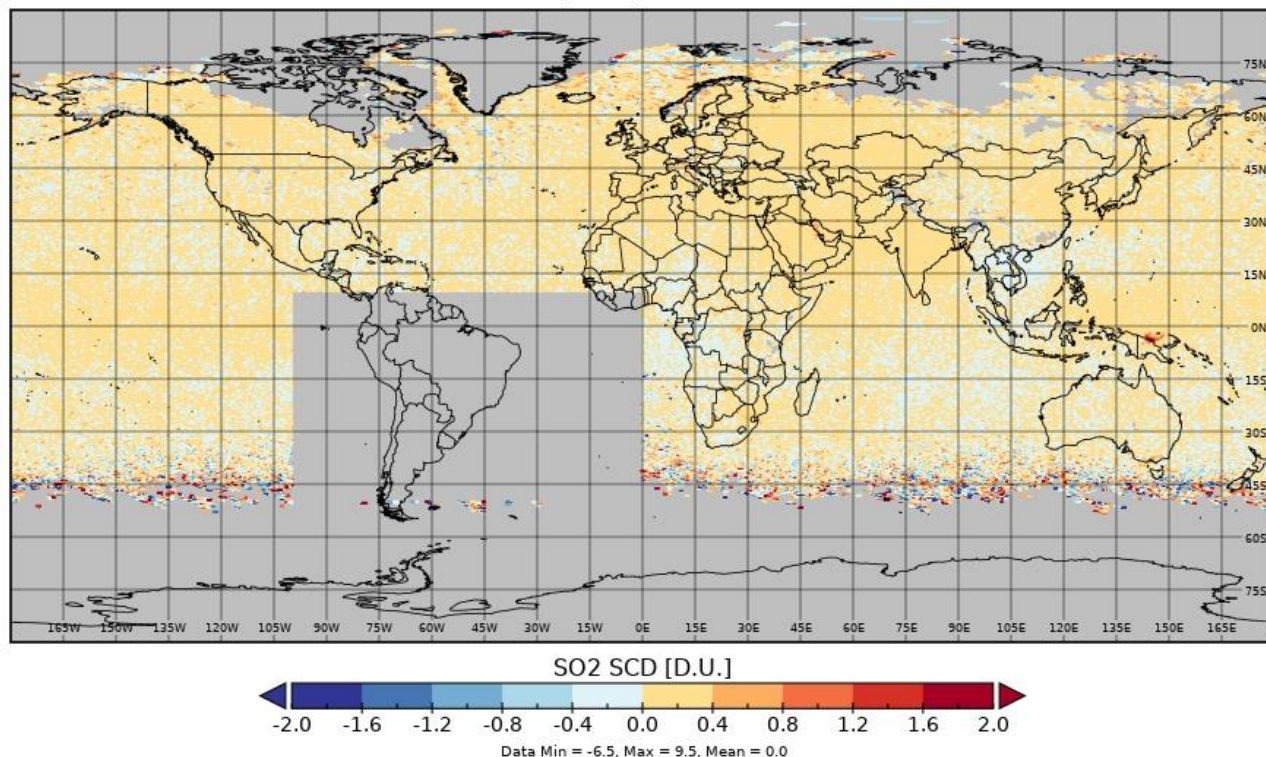 75N
60N
45N
30N
15N
0N
15S
30S
45S
60S
75S
165W 150W 135W 120W 105W 90W 75W 60W 45W 30W 15W 0E 15E 30E 45E 60E 75E 90E 105E 120E 135E 150E 165E
SO2 SCD [D.U.]
-2.0 -1.6 -1.2 -0.8 -0.4 0.0 0.4 0.8 1.2 1.6 2.0
Data Min = -6.5, Max = 9.5, Mean = 0.0